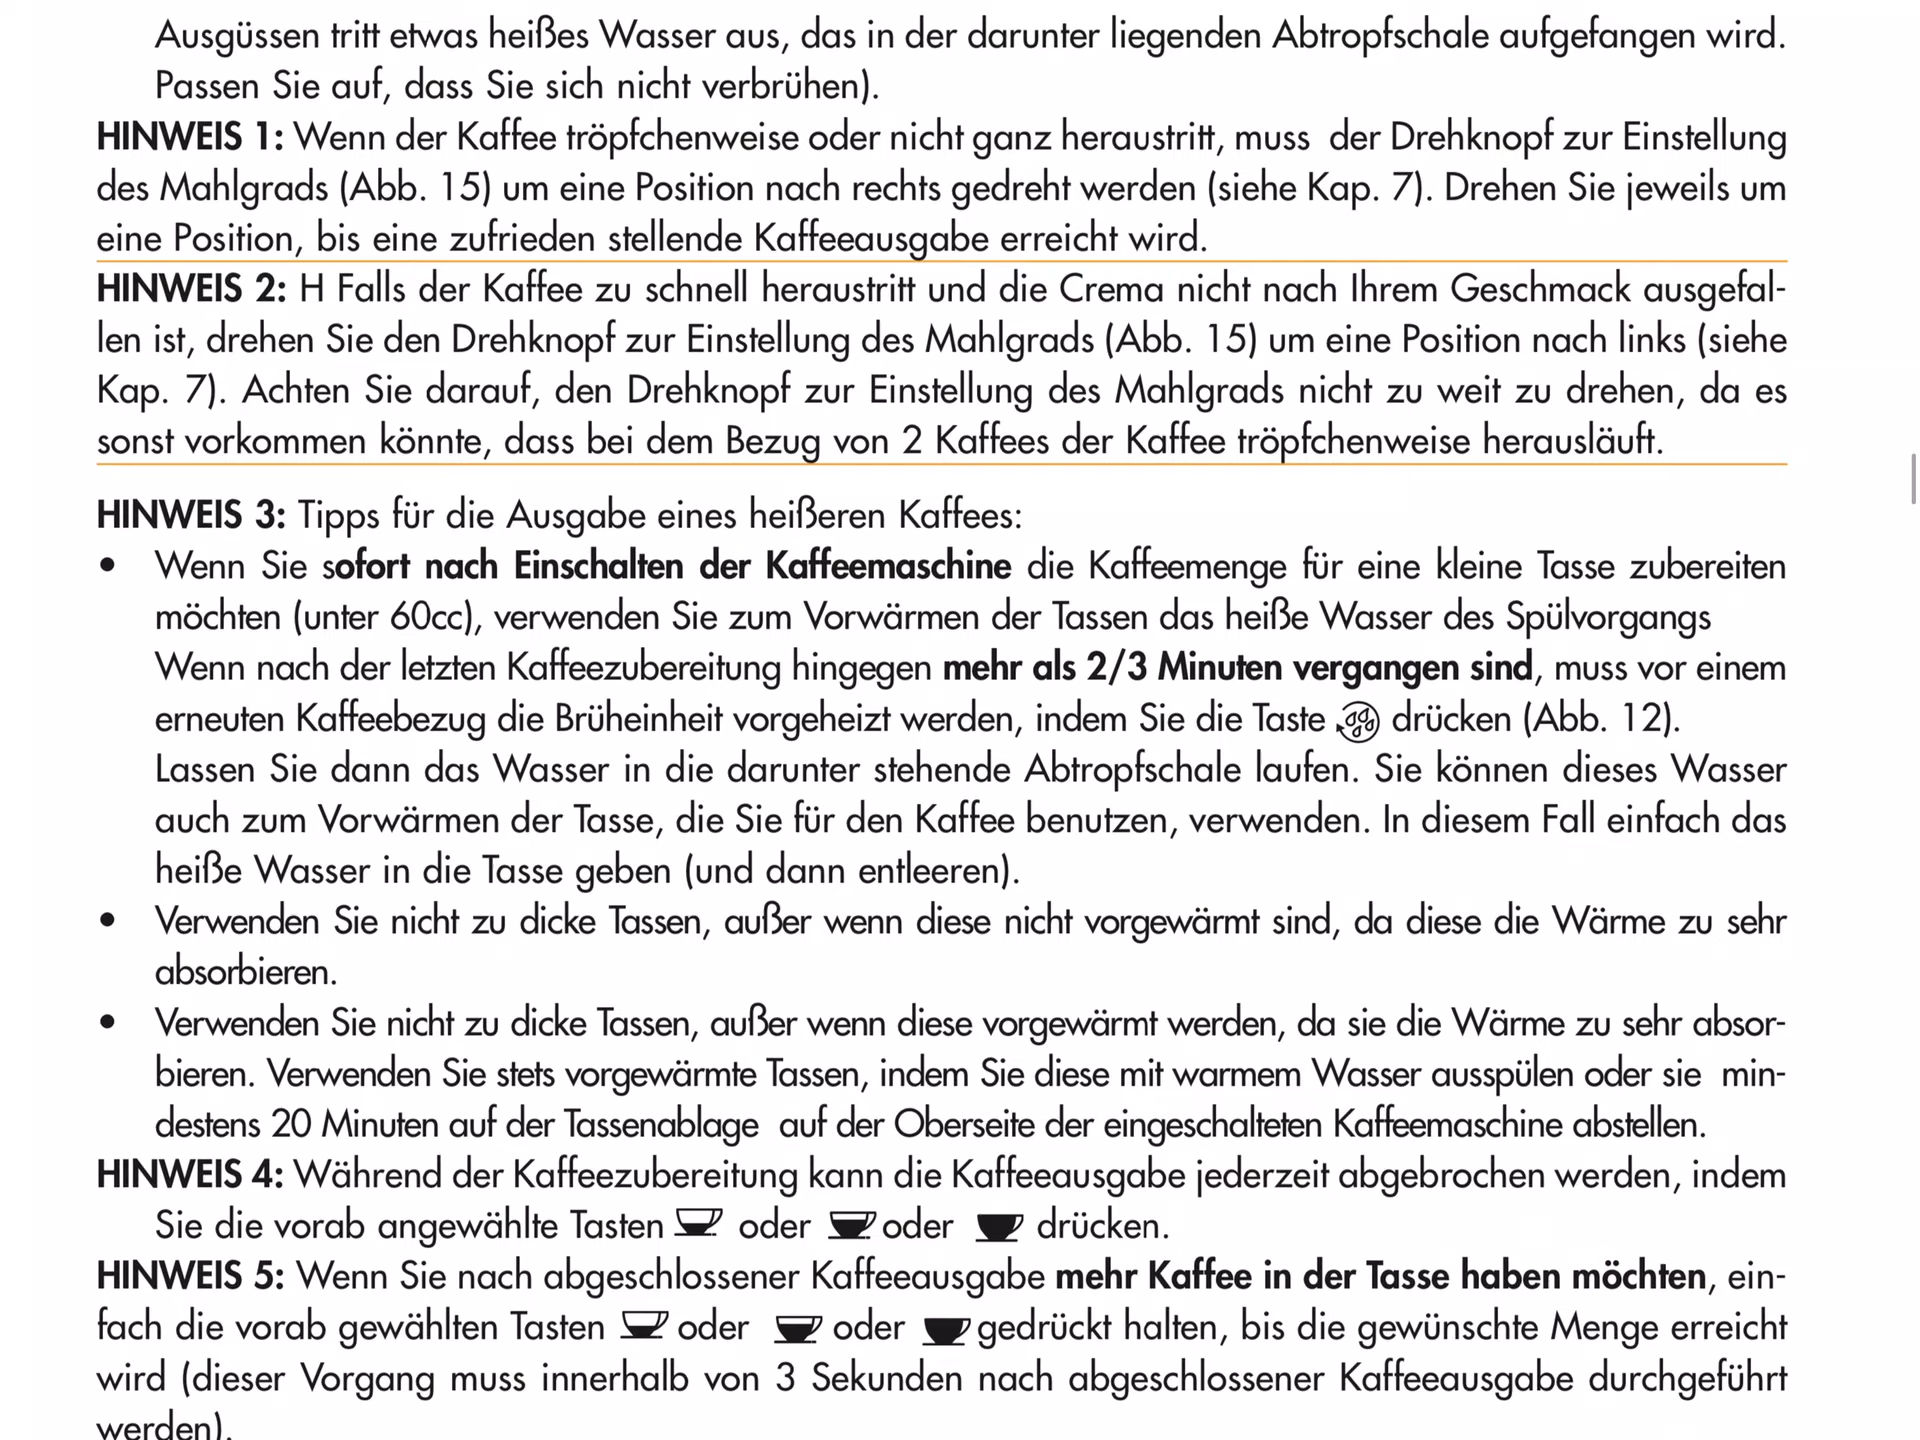 Ausgüssen tritt etwas heißes Wasser aus, das in der darunter liegenden Abtropfschale aufgefangen wird.
Passen Sie auf, dass Sie sich nicht verbrühen).
HINWEIS 1: Wenn der Kaffee tröpfchenweise oder nicht ganz heraustritt, muss der Drehknopf zur Einstellung
des Mahlgrads (Abb. 15) um eine Position nach rechts gedreht werden (siehe Kap. 7). Drehen Sie jeweils um
eine Position, bis eine zufrieden stellende Kaffeeausgabe erreicht wird.
HINWEIS 2: H Falls der Kaffee zu schnell heraustritt und die Crema nicht nach Ihrem Geschmack ausgefal-
len ist, drehen Sie den Drehknopf zur Einstellung des Mahlgrads (Abb. 15) um eine Position nach links (siehe
Kap. 7). Achten Sie darauf, den Drehknopf zur Einstellung des Mahlgrads nicht zu weit zu drehen, da es
sonst vorkommen könnte, dass bei dem Bezug von 2 Kaffees der Kaffee tröpfchenweise herausläuft.
HINWEIS 3: Tipps für die Ausgabe eines heißeren Kaffees:
• Wenn Sie sofort nach Einschalten der Kaffeemaschine die Kaffeemenge für eine kleine Tasse zubereiten
möchten (unter 60cc), verwenden Sie zum Vorwärmen der Tassen das heiße Wasser des Spülvorgangs
Wenn nach der letzten Kaffeezubereitung hingegen mehr als 2/3 Minuten vergangen sind, muss vor einem
erneuten Kaffeebezug die Brüheinheit vorgeheizt werden, indem Sie die Taste drücken (Abb. 12).
Lassen Sie dann das Wasser in die darunter stehende Abtropfschale laufen. Sie können dieses Wasser
auch zum Vorwärmen der Tasse, die Sie für den Kaffee benutzen, verwenden. In diesem Fall einfach das
heiße Wasser in die Tasse geben (und dann entleeren).
• Verwenden Sie nicht zu dicke Tassen, außer wenn diese nicht vorgewärmt sind, da diese die Wärme zu sehr
absorbieren.
• Verwenden Sie nicht zu dicke Tassen, außer wenn diese vorgewärmt werden, da sie die Wärme zu sehr absor-
bieren. Verwenden Sie stets vorgewärmte Tassen, indem Sie diese mit warmem Wasser ausspülen oder sie min-
destens 20 Minuten auf der Tassenablage auf der Oberseite der eingeschalteten Kaffeemaschine abstellen.
HINWEIS 4: Während der Kaffeezubereitung kann die Kaffeeausgabe jederzeit abgebrochen werden, indem
Sie die vorab angewählte Tasten oder oder drücken.
HINWEIS 5: Wenn Sie nach abgeschlossener Kaffeeausgabe mehr Kaffee in der Tasse haben möchten, ein-
fach die vorab gewählten Tasten oder oder gedrückt halten, bis die gewünschte Menge erreicht
wird (dieser Vorgang muss innerhalb von 3 Sekunden nach abgeschlossener Kaffeeausgabe durchgeführt
werden).